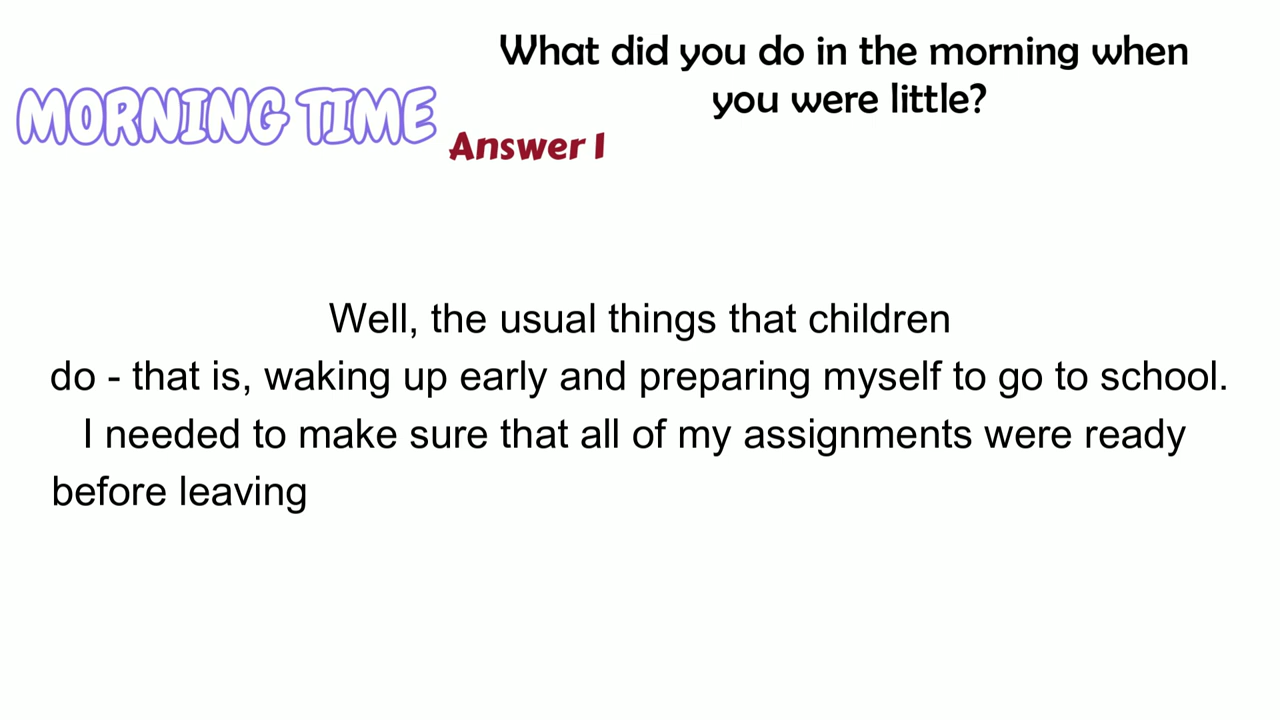 What did you do in the morning when
you were little?
MORNING TIME
Answer 1
Well, the usual things that children
do - that is, waking up early and preparing myself to go to school.
I needed to make sure that all of my assignments were ready
before leaving